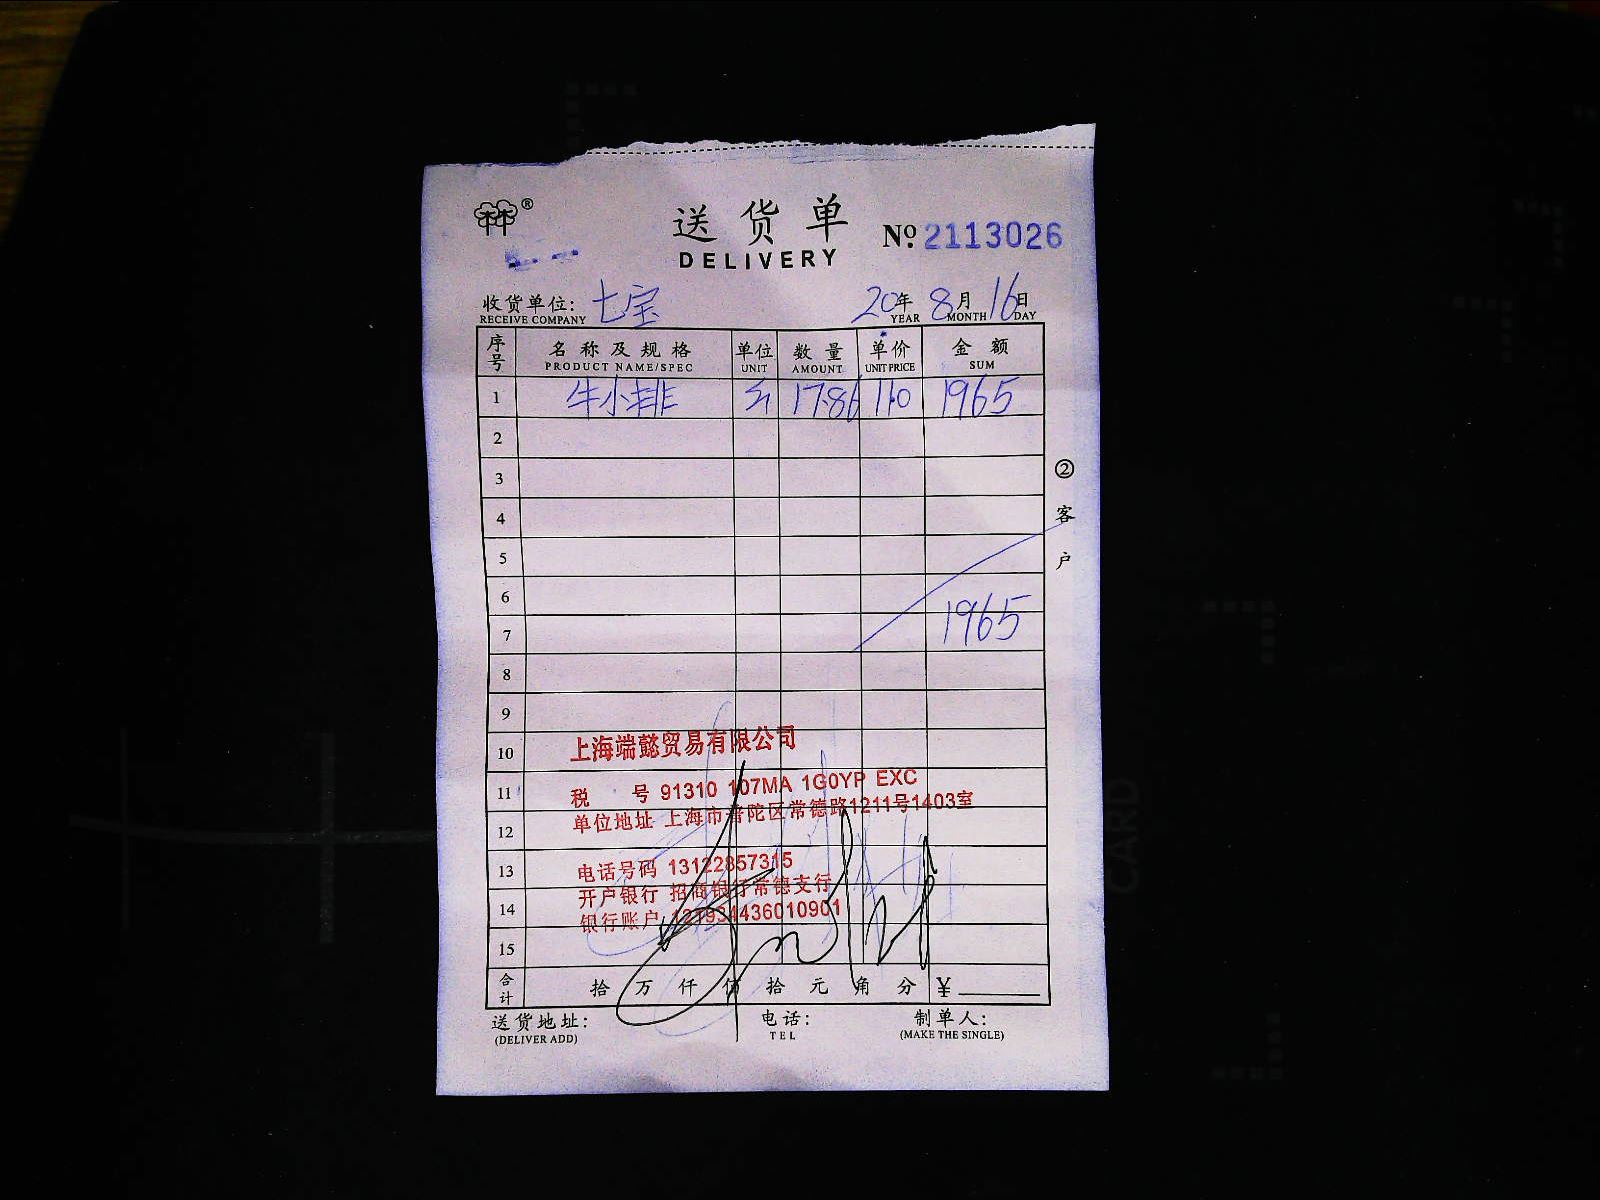 林®
送货单
DELIVERY
Nº: 2113026
收货单位: 七宝
RECEIVE COMPANY
20年 8月 16日
YEAR MONTH DAY
序号 名称及规格 单位 数量 单价 金额
PRODUCT NAME/SPEC UNIT AMOUNT UNIT PRICE SUM
1 牛小排 17.86 110 1965
2
3
4
5
6
7 1965
8
9
10
11
12
13
14
15
② 客户
上海端懿贸易有限公司
税 号 91310 107MA 1G0YP EXC
单位地址 上海市普陀区常德路1211号1403室
电话号码 13122857315
开户银行 招商银行常德支行
银行账户 121934436010901
合计 拾 万 仟 佰 拾 元 角 分 ¥
送货地址: 电话: 制单人:
(DELIVER ADD) TEL (MAKE THE SINGLE)
CARD